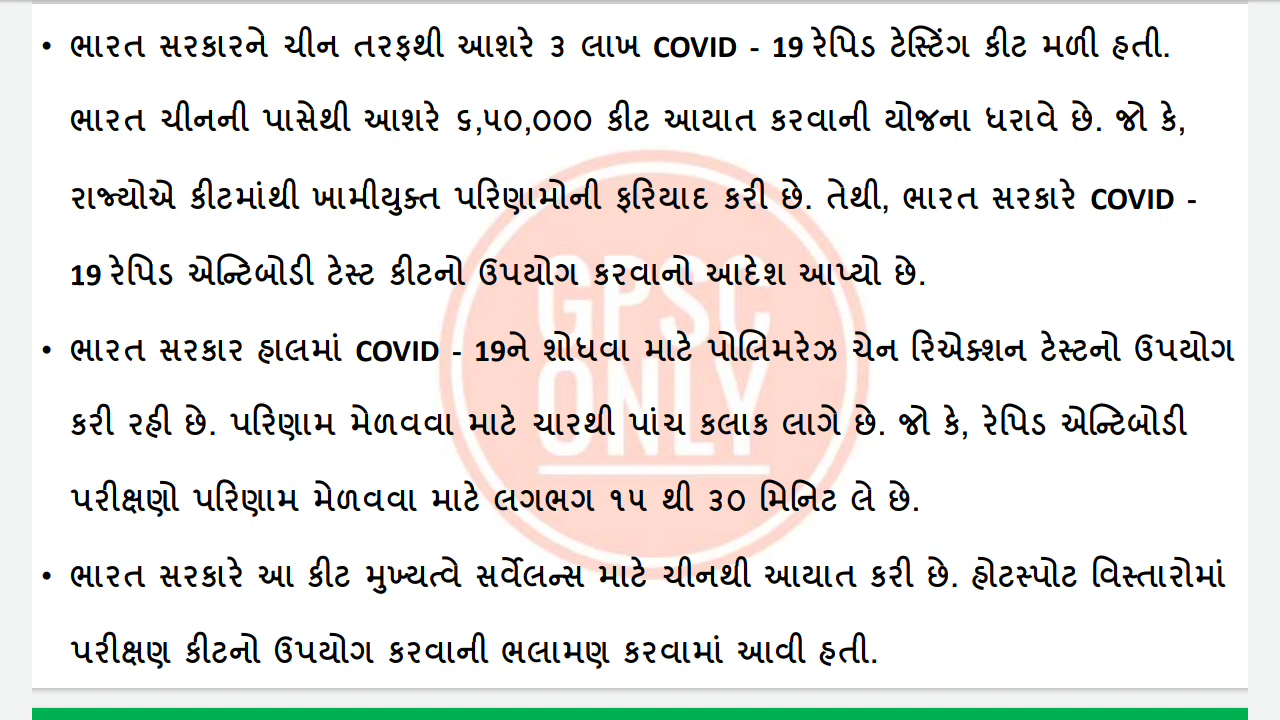 • ભારત સરકારને ચીન તરફથી આશરે ૩ લાખ COVID - 19 રેપિડ ટેસ્ટિંગ કીટ મળી હતી.
ભારત ચીનની પાસેથી આશરે ૬,૫૦,૦૦૦ કીટ આયાત કરવાની યોજના ધરાવે છે. જો કે,
રાજ્યોએ કીટમાંથી ખામીયુક્ત પરિણામોની ફરિયાદ કરી છે. તેથી, ભારત સરકારે COVID -
19 રેપિડ એન્ટિબોડી ટેસ્ટ કીટનો ઉપયોગ કરવાનો આદેશ આપ્યો છે.
• ભારત સરકાર હાલમાં COVID - 19ને શોધવા માટે પોલિમરેઝ ચેન રિએક્શન ટેસ્ટનો ઉપયોગ
કરી રહી છે. પરિણામ મેળવવા માટે ચારથી પાંચ કલાક લાગે છે. જો કે, રેપિડ એન્ટિબોડી
પરીક્ષણો પરિણામ મેળવવા માટે લગભગ ૧૫ થી ૩૦ મિનિટ લે છે.
• ભારત સરકારે આ કીટ મુખ્યત્વે સર્વેલન્સ માટે ચીનથી આયાત કરી છે. હોટસ્પોટ વિસ્તારોમાં
પરીક્ષણ કીટનો ઉપયોગ કરવાની ભલામણ કરવામાં આવી હતી.
GPSC
ONLY